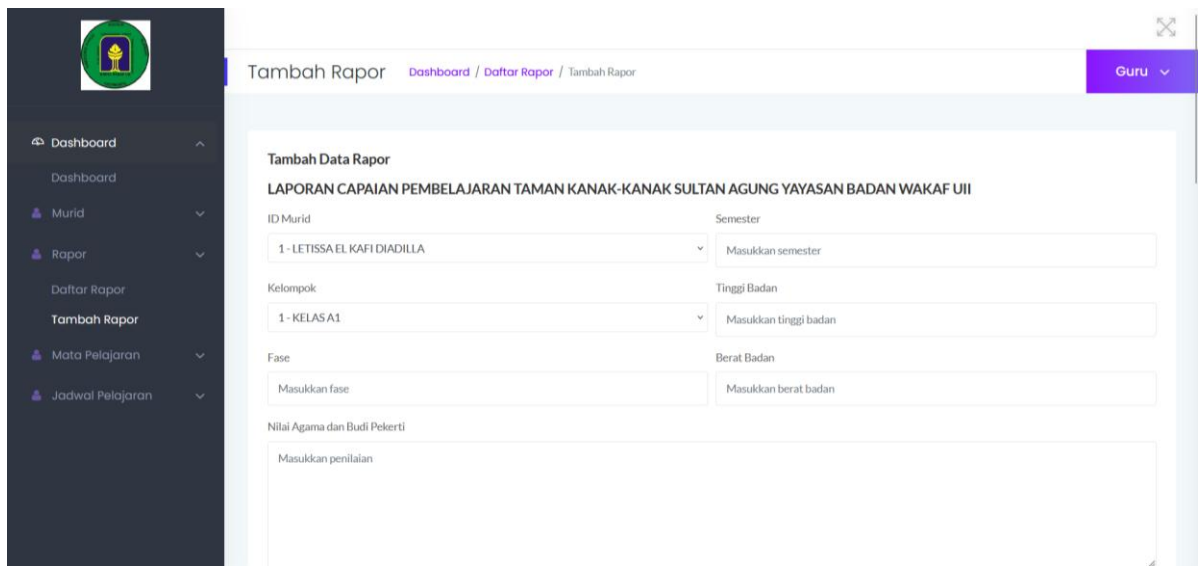 Tambah Rapor
Dashboard / Daftar Rapor / Tambah Rapor
Guru
Dashboard
Dashboard
Murid
Rapor
Daftar Rapor
Tambah Rapor
Mata Pelajaran
Jadwal Pelajaran
Tambah Data Rapor
LAPORAN CAPAIAN PEMBELAJARAN TAMAN KANAK-KANAK SULTAN AGUNG YAYASAN BADAN WAKAF UII
ID Murid
1 - LETISSA EL KAFI DIADILLA
Semester
Masukkan semester
Kelompok
1 - KELAS A1
Tinggi Badan
Masukkan tinggi badan
Fase
Masukkan fase
Berat Badan
Masukkan berat badan
Nilai Agama dan Budi Pekerti
Masukkan penilaian